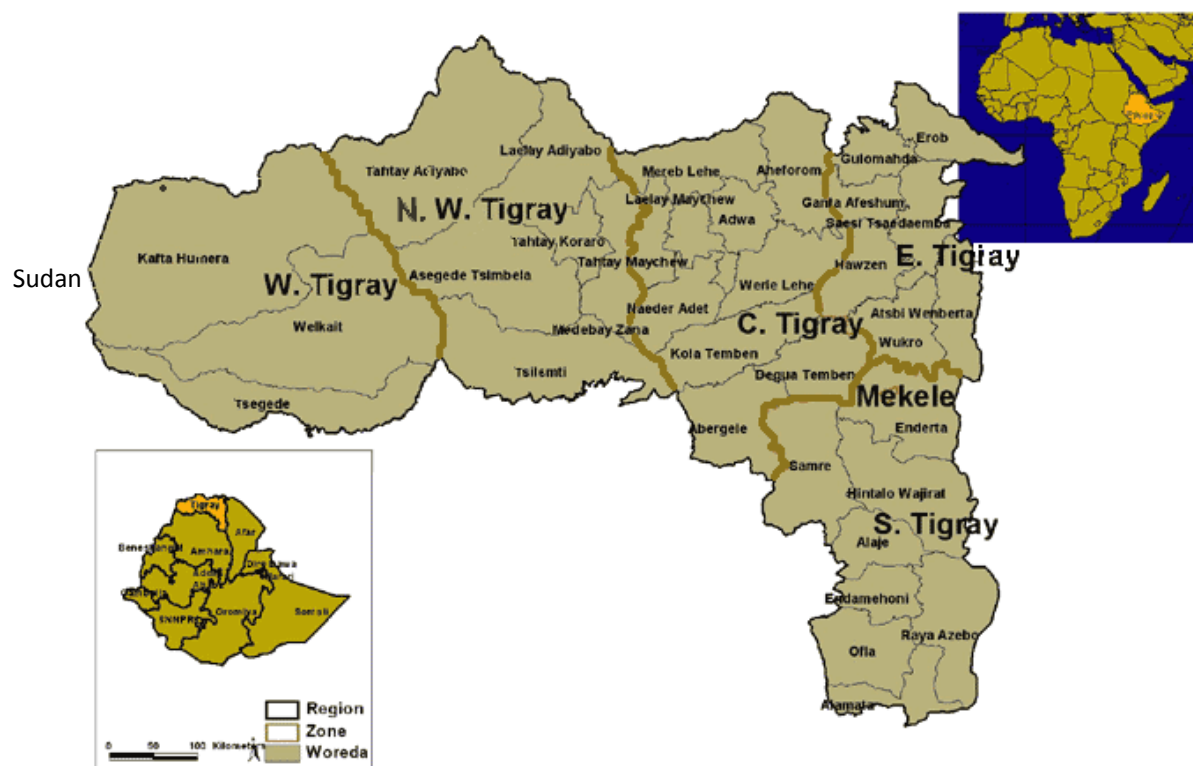 Erob
Laelay Adiyabo
Gulomahda
Tahtay Adiyabo
Mereb Lehe
Aheforom
Laelay Maychew
Ganta Afeshum
N. W. Tigray
Adwa
Saesi Tsaedaemba
Tahtay Koraro
E. Tigray
Kafta Humera
Tahtay Maychew
Hawzen
Sudan
Asegede Tsimbela
W. Tigray
Werie Lehe
Naeder Adet
Atsbi Wenberta
Welkait
Medebay Zana
C. Tigray
Wukro
Kola Temben
Tsilemti
Degua Temben
Mekele
Tsegede
Abergele
Enderta
Samre
Hintalo Wajirat
S. Tigray
Alaje
Endamehoni
Raya Azebo
Ofla
Alamata
Tigray
Afar
Amhara
Oromiya
Somali
SNNPR
Region
Zone
Woreda
0 50 100 Kilometers